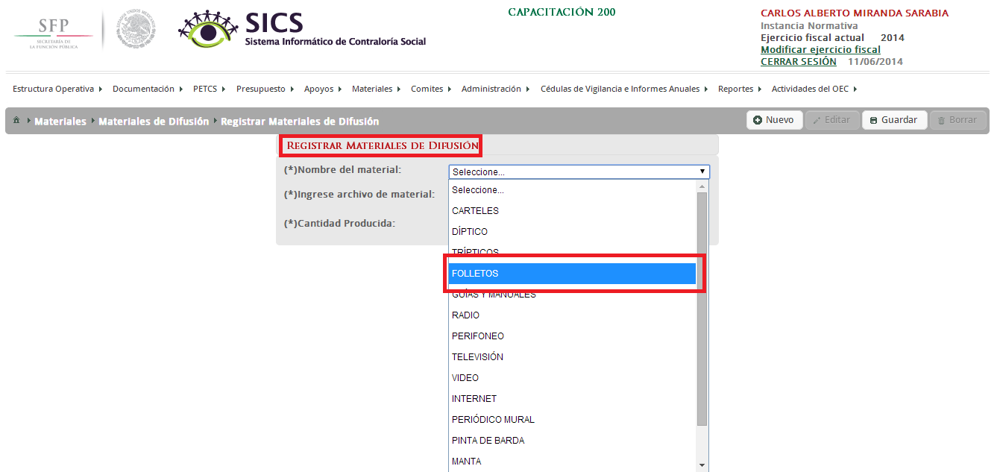 SFP
SECRETARÍA DE
LA FUNCIÓN PÚBLICA
ESTADOS UNIDOS MEXICANOS
SICS
Sistema Informático de Contraloría Social
CAPACITACIÓN 200
CARLOS ALBERTO MIRANDA SARABIA
Instancia Normativa
Ejercicio fiscal actual 2014
Modificar ejercicio fiscal
CERRAR SESIÓN 11/06/2014
Estructura Operativa Documentación PETCS Presupuesto Apoyos Materiales Comites Administración Cédulas de Vigilancia e Informes Anuales Reportes Actividades del OEC
Materiales Materiales de Difusión Registrar Materiales de Difusión
Nuevo Editar Guardar Borrar
REGISTRAR MATERIALES DE DIFUSIÓN
(*)Nombre del material: Seleccione...
(*)Ingrese archivo de material:
(*)Cantidad Producida:
Seleccione...
CARTELES
DÍPTICO
TRÍPTICOS
FOLLETOS
GUÍAS Y MANUALES
RADIO
PERIFONEO
TELEVISIÓN
VIDEO
INTERNET
PERIÓDICO MURAL
PINTA DE BARDA
MANTA